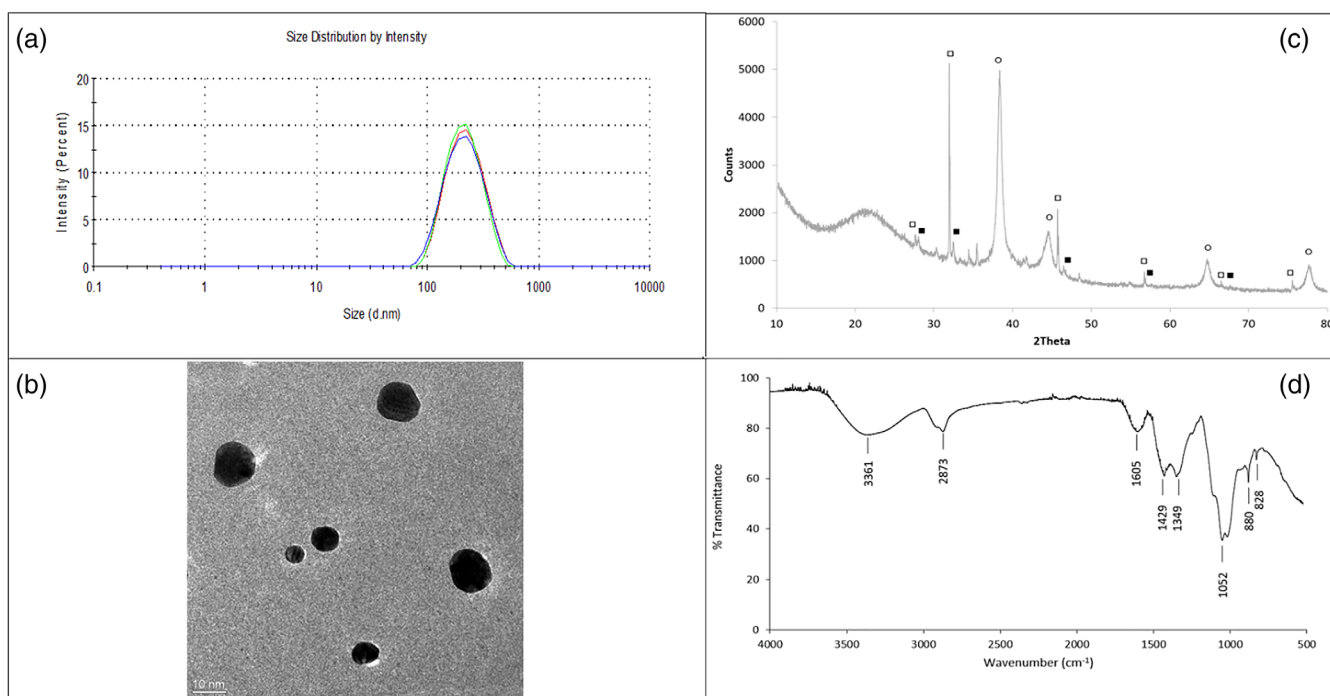 (a)
Size Distribution by Intensity
Intensity (Percent)
20
15
10
5
0
0.1 1 10 100 1000 10000
Size (d.nm)
(b)
10 nm
(c)
Counts
6000
5000
4000
3000
2000
1000
0
10 20 30 40 50 60 70 80
2Theta
(d)
% Transmittance
100
80
60
40
20
0
3361
2873
1605
1429
1349
1052
880
828
4000 3500 3000 2500 2000 1500 1000 500
Wavenumber (cm⁻¹)